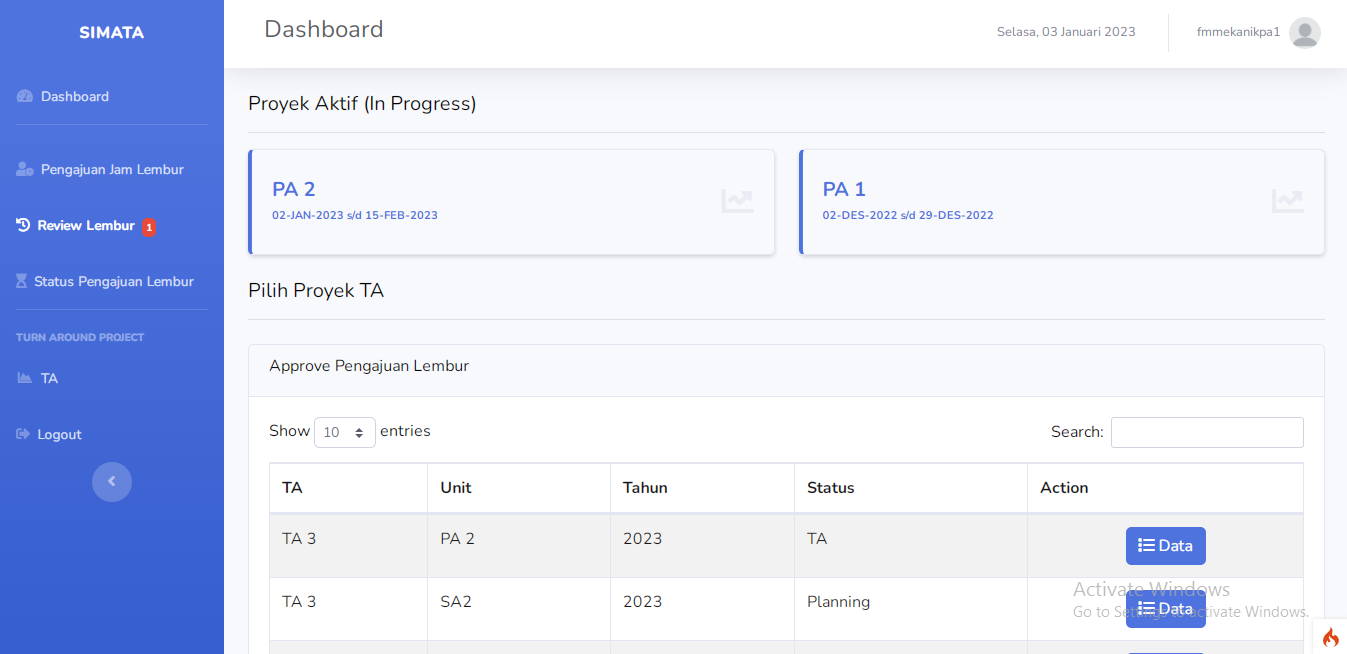 SIMATA
Dashboard
Pengajuan Jam Lembur
Review Lembur 1
Status Pengajuan Lembur
TURN AROUND PROJECT
TA
Logout
Dashboard
Selasa, 03 Januari 2023
fmmekanikpa1
Proyek Aktif (In Progress)
PA 2
02-JAN-2023 s/d 15-FEB-2023
PA 1
02-DES-2022 s/d 29-DES-2022
Pilih Proyek TA
Approve Pengajuan Lembur
Show 10 entries
Search:
TA Unit Tahun Status Action
TA 3 PA 2 2023 TA Data
TA 3 SA2 2023 Planning Data
Activate Windows
Go to Settings to activate Windows.